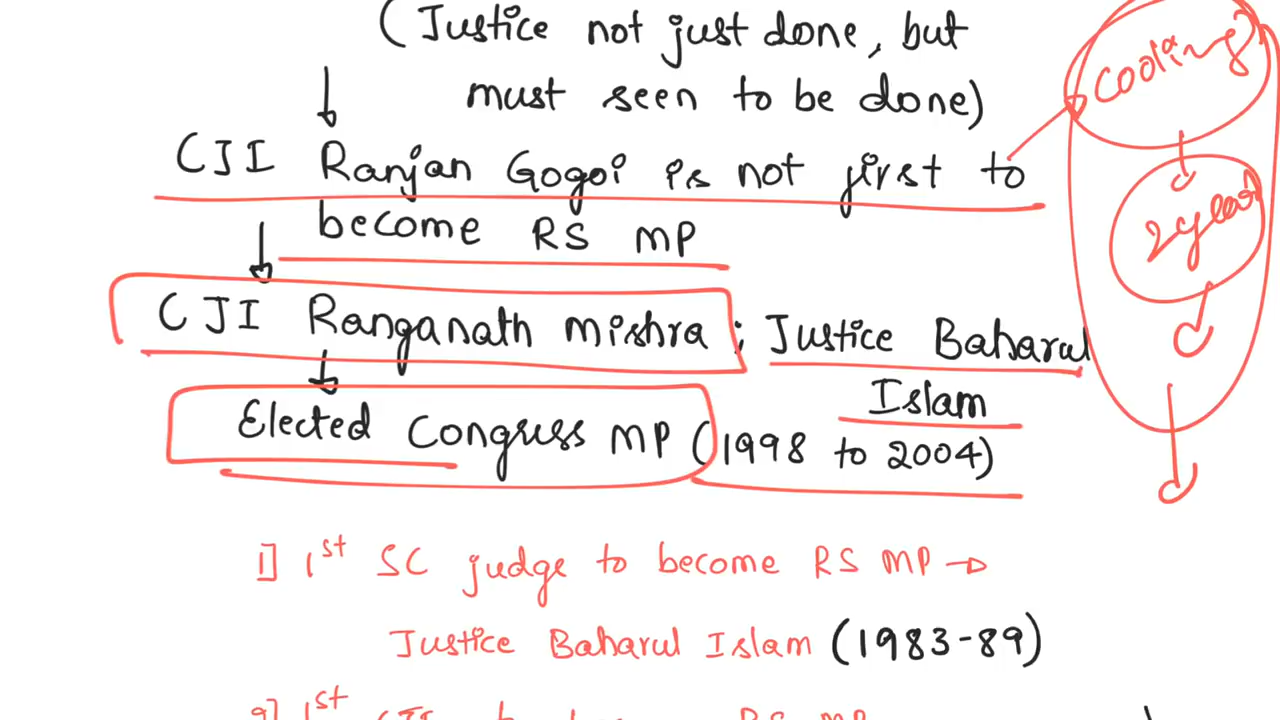 (Justice not just done, but
must seen to be done)
cooling
CJI Ranjan Gogoi is not first to
become RS MP
2 year
CJI Ranganath Mishra ; Justice Baharul
Islam
Elected Congress MP (1998 to 2004)
1] 1st SC judge to become RS MP →
Justice Baharul Islam (1983-89)